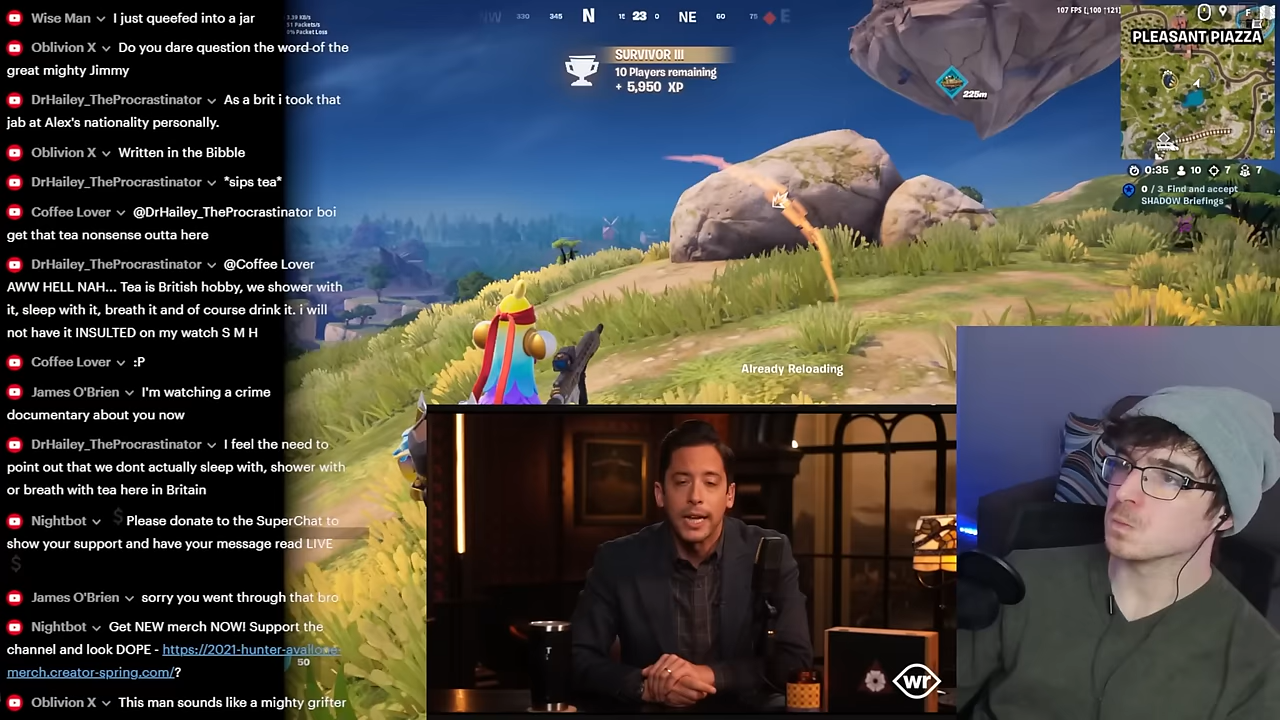 Wise Man I just queefed into a jar
Oblivion X Do you dare question the word of the
great mighty Jimmy
DrHailey_TheProcrastinator As a brit i took that
jab at Alex's nationality personally.
Oblivion X Written in the Bibble
DrHailey_TheProcrastinator *sips tea*
Coffee Lover @DrHailey_TheProcrastinator boi
get that tea nonsense outta here
DrHailey_TheProcrastinator @Coffee Lover
AWW HELL NAH... Tea is British hobby, we shower with
it, sleep with it, breath it and of course drink it. i will
not have it INSULTED on my watch S M H
Coffee Lover :P
James O'Brien I'm watching a crime
documentary about you now
DrHailey_TheProcrastinator I feel the need to
point out that we dont actually sleep with, shower with
or breath with tea here in Britain
Nightbot $ Please donate to the SuperChat to
show your support and have your message read LIVE
$
James O'Brien sorry you went through that bro
Nightbot Get NEW merch NOW! Support the
channel and look DOPE - https://2021-hunter-avallone-
merch.creator-spring.com/?
Oblivion X This man sounds like a mighty grifter
NW 330 345 N 23 NE 60 75 E
SURVIVOR III
10 Players remaining
+ 5,950 XP
225m
107 FPS
PLEASANT PIAZZA
0:35 10 7 7
0 / 3 Find and accept
SHADOW Briefings
Already Reloading
50
wr